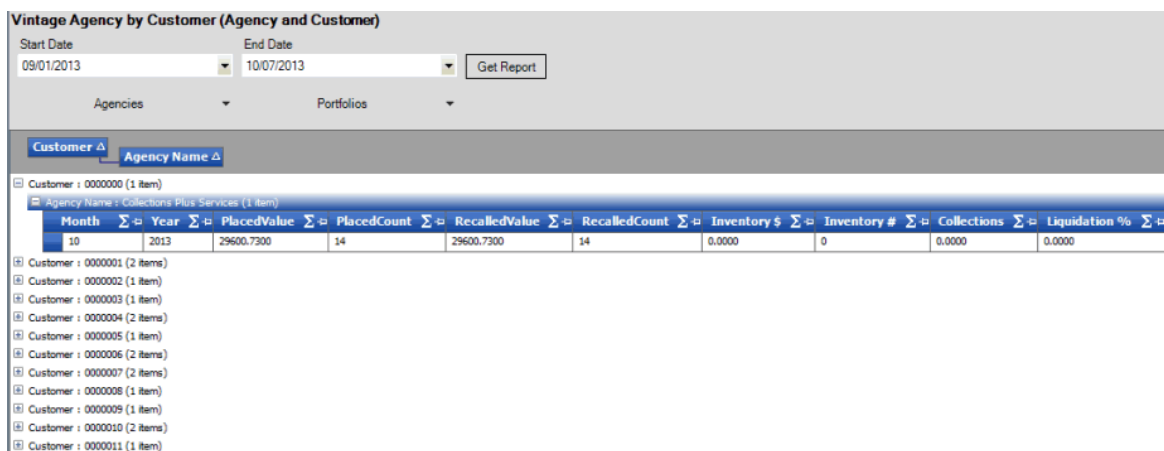 Vintage Agency by Customer (Agency and Customer)
Start Date End Date
09/01/2013 10/07/2013 Get Report
Agencies Portfolios
Customer
Agency Name
Customer : 0000000 (1 item)
Agency Name : Collections Plus Services (1 item)
Month Σ Year Σ PlacedValue Σ PlacedCount Σ RecalledValue Σ RecalledCount Σ Inventory $ Σ Inventory # Σ Collections Σ Liquidation % Σ
10 2013 29600.7300 14 29600.7300 14 0.0000 0 0.0000 0.0000
Customer : 0000001 (2 items)
Customer : 0000002 (1 item)
Customer : 0000003 (1 item)
Customer : 0000004 (2 items)
Customer : 0000005 (1 item)
Customer : 0000006 (2 items)
Customer : 0000007 (2 items)
Customer : 0000008 (1 item)
Customer : 0000009 (1 item)
Customer : 0000010 (2 items)
Customer : 0000011 (1 item)